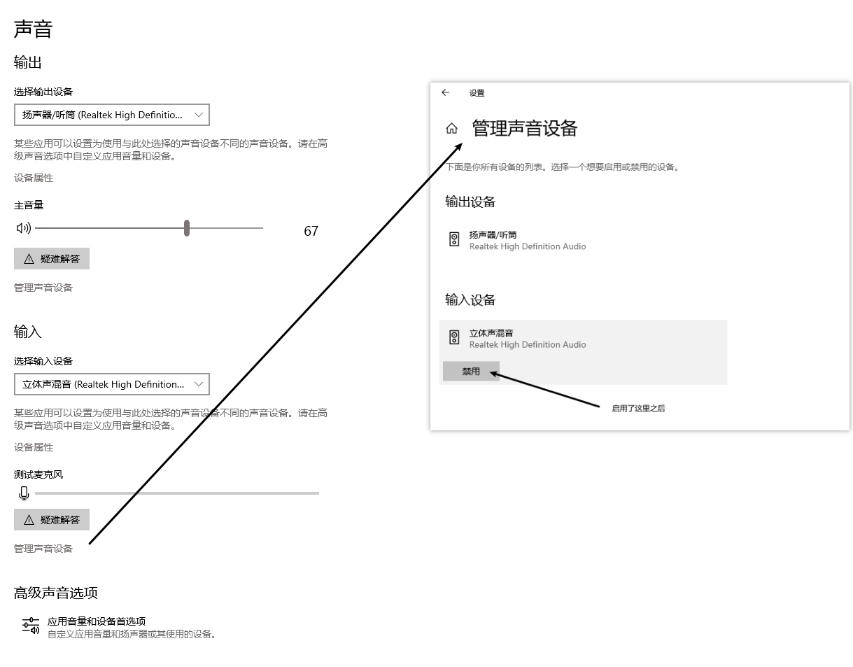 声音
输出
选择输出设备
扬声器/听筒 (Realtek High Definitio...
某些应用可以设置为使用与此处选择的声音设备不同的声音设备。请在高
级声音选项中自定义应用音量和设备。
设备属性
主音量
67
疑难解答
管理声音设备
输入
选择输入设备
立体声混音 (Realtek High Definition...
某些应用可以设置为使用与此处选择的声音设备不同的声音设备。请在高
级声音选项中自定义应用音量和设备。
设备属性
测试麦克风
疑难解答
管理声音设备
高级声音选项
应用音量和设备首选项
自定义应用音量和扬声器或其使用的设备。
设置
管理声音设备
下面是你所有设备的列表。选择一个想要启用或禁用的设备。
输出设备
扬声器/听筒
Realtek High Definition Audio
输入设备
立体声混音
Realtek High Definition Audio
禁用
启用了这里之后